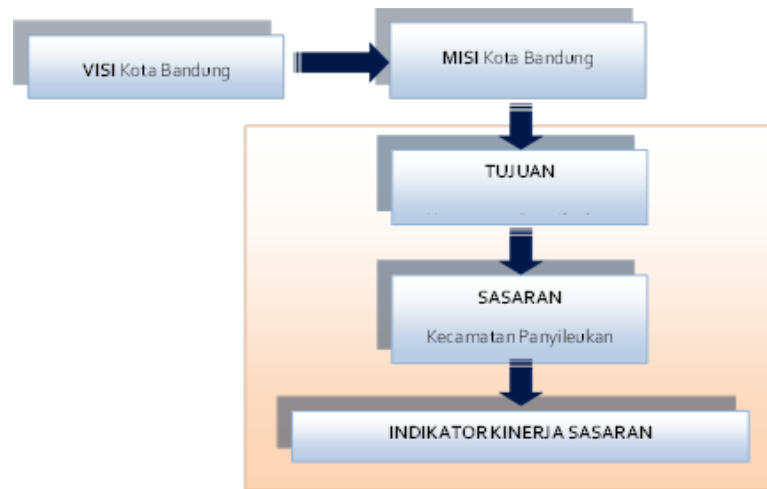 VISI Kota Bandung
MISI Kota Bandung
TUJUAN
SASARAN
Kecamatan Panyileukan
INDIKATOR KINERJA SASARAN